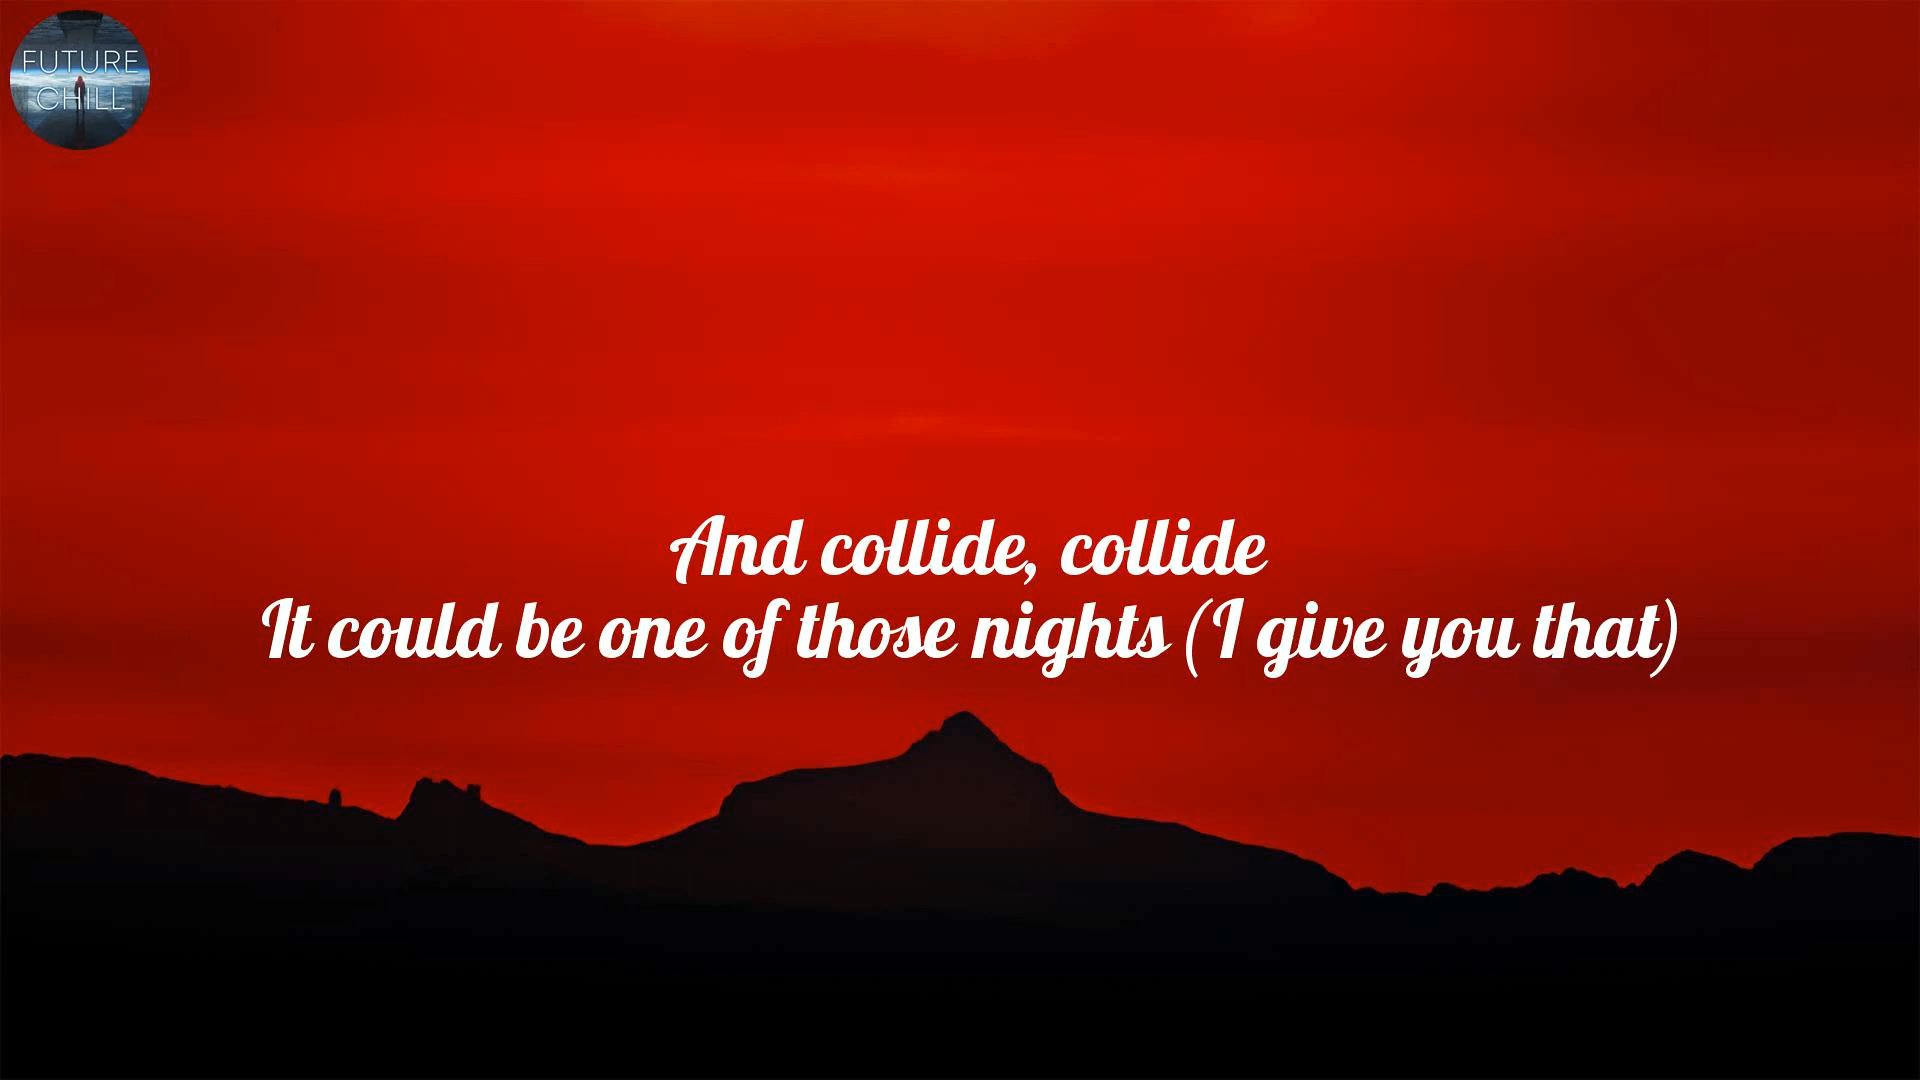 FUTURE
CHILL
And collide, collide
It could be one of those nights (I give you that)